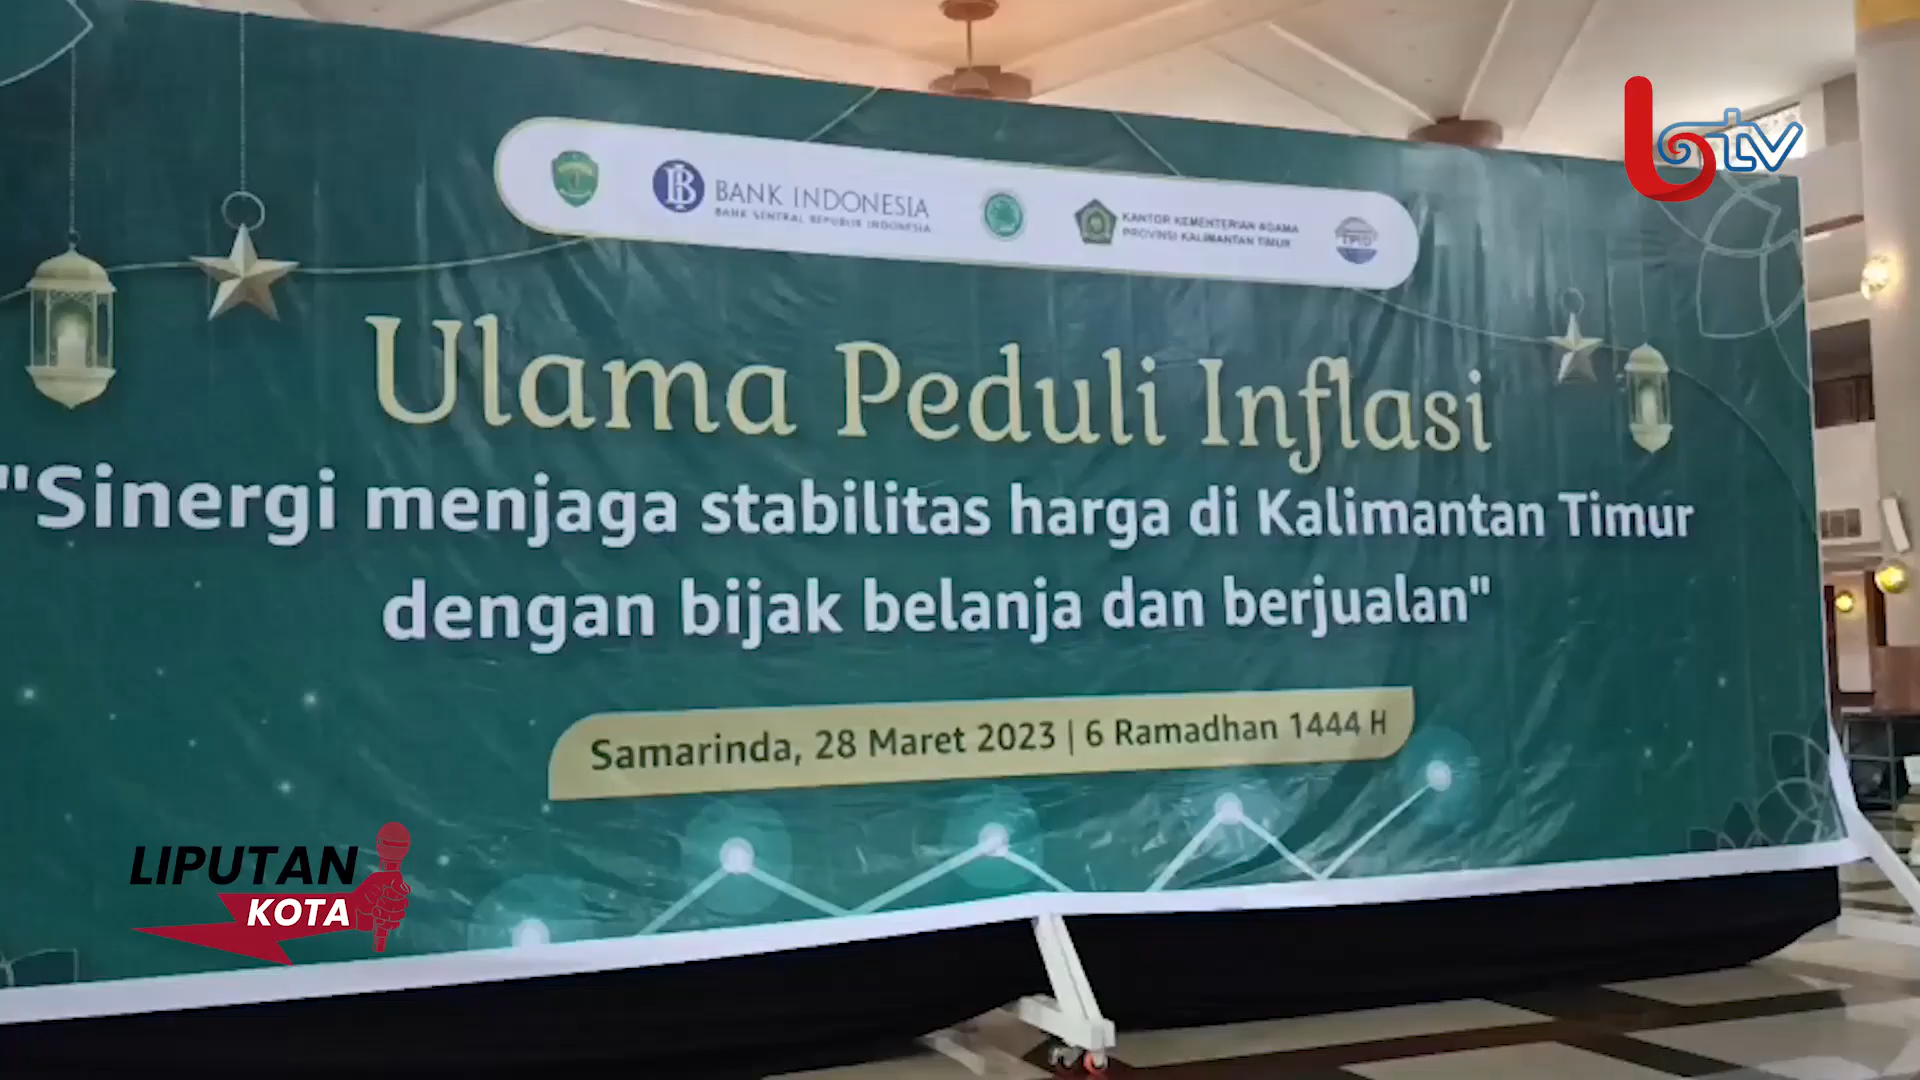 btv
BANK INDONESIA
BANK SENTRAL REPUBLIK INDONESIA
KANTOR KEMENTERIAN AGAMA
PROVINSI KALIMANTAN TIMUR
TPID
Ulama Peduli Inflasi
"Sinergi menjaga stabilitas harga di Kalimantan Timur
dengan bijak belanja dan berjualan"
Samarinda, 28 Maret 2023 | 6 Ramadhan 1444 H
LIPUTAN
KOTA